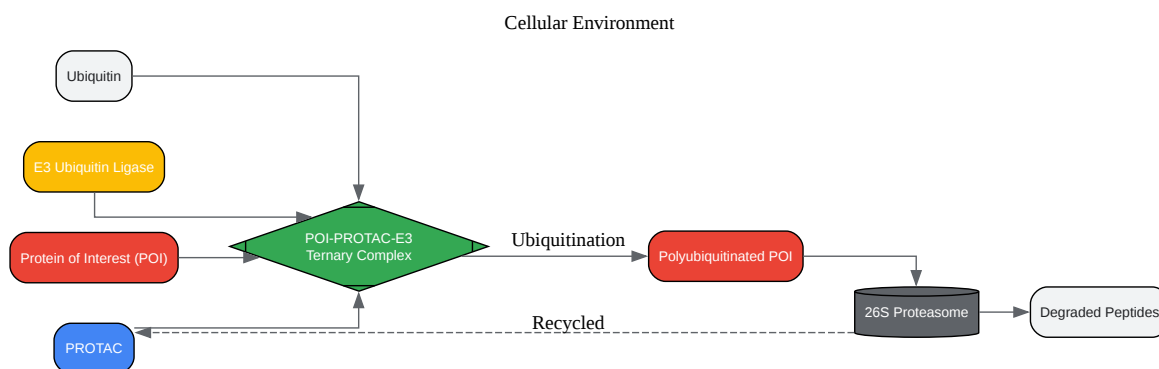 Cellular Environment
Ubiquitin
E3 Ubiquitin Ligase
Protein of Interest (POI)
PROTAC
POI-PROTAC-E3
Ternary Complex
Ubiquitination
Polyubiquitinated POI
Recycled
26S Proteasome
Degraded Peptides